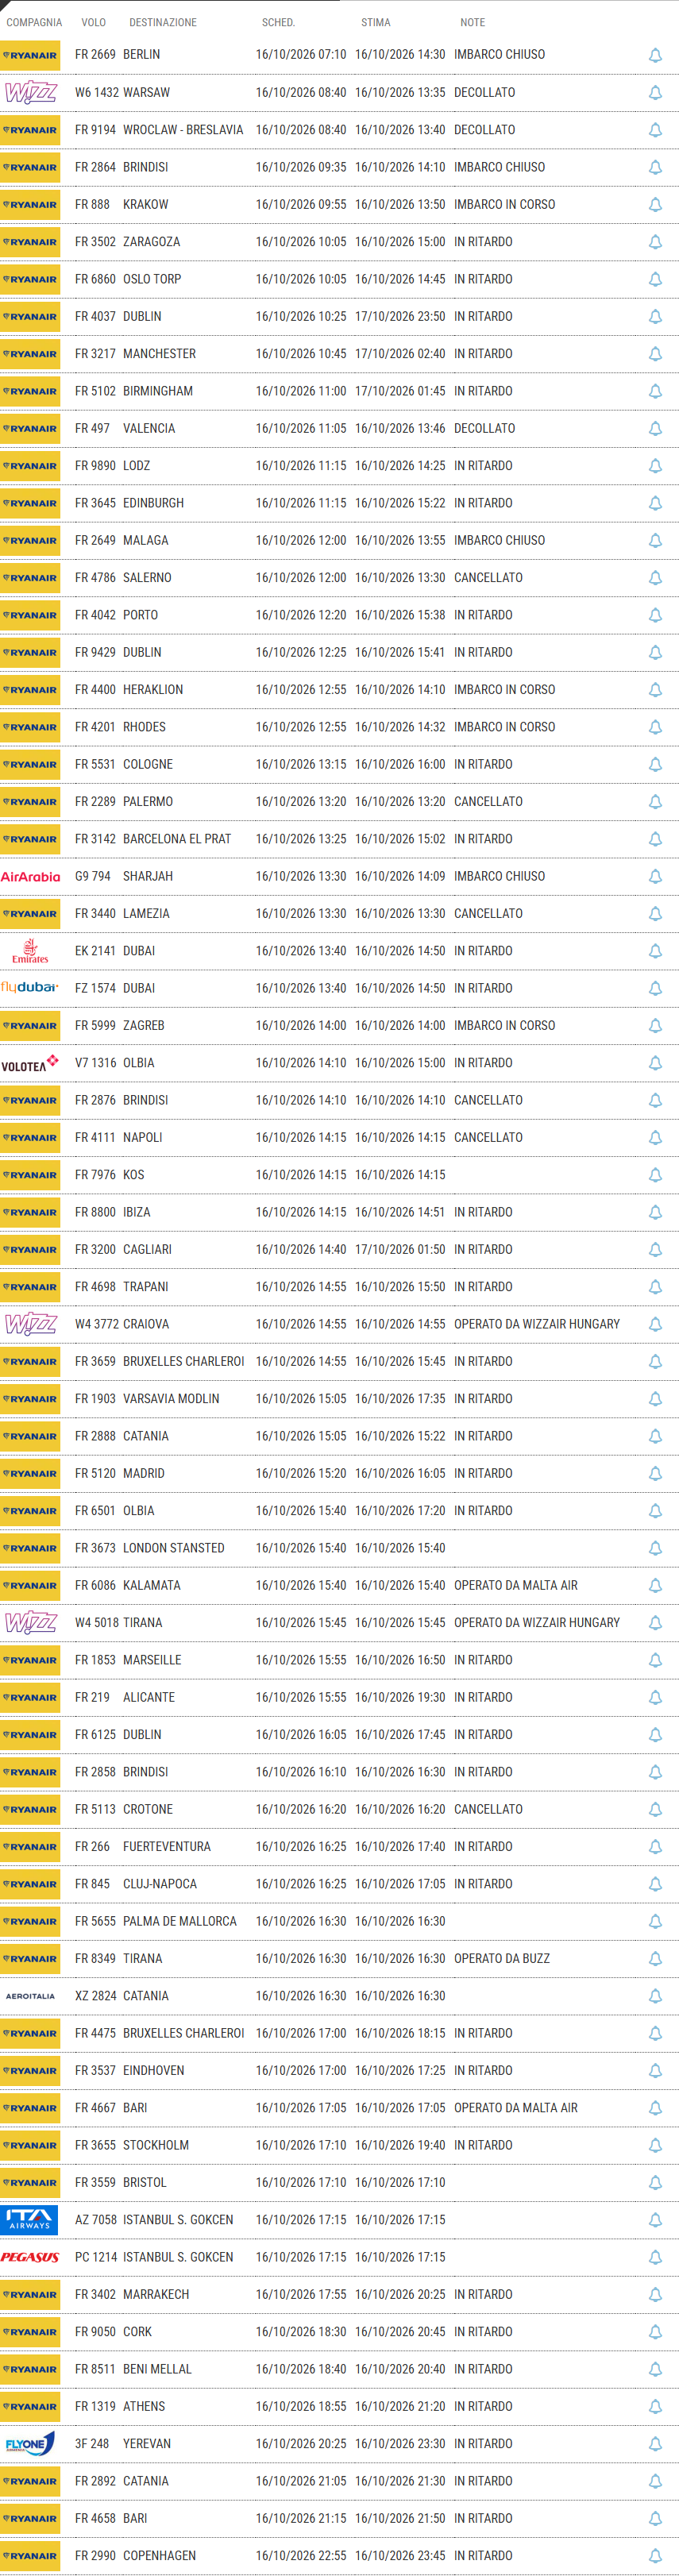 COMPAGNIA VOLO DESTINAZIONE SCHED. STIMA NOTE
RYANAIR FR 2669 BERLIN 16/10/2026 07:10 16/10/2026 14:30 IMBARCO CHIUSO
WIZZ W6 1432 WARSAW 16/10/2026 08:40 16/10/2026 13:35 DECOLLATO
RYANAIR FR 9194 WROCLAW - BRESLAVIA 16/10/2026 08:40 16/10/2026 13:40 DECOLLATO
RYANAIR FR 2864 BRINDISI 16/10/2026 09:35 16/10/2026 14:10 IMBARCO CHIUSO
RYANAIR FR 888 KRAKOW 16/10/2026 09:55 16/10/2026 13:50 IMBARCO IN CORSO
RYANAIR FR 3502 ZARAGOZA 16/10/2026 10:05 16/10/2026 15:00 IN RITARDO
RYANAIR FR 6860 OSLO TORP 16/10/2026 10:05 16/10/2026 14:45 IN RITARDO
RYANAIR FR 4037 DUBLIN 16/10/2026 10:25 17/10/2026 23:50 IN RITARDO
RYANAIR FR 3217 MANCHESTER 16/10/2026 10:45 17/10/2026 02:40 IN RITARDO
RYANAIR FR 5102 BIRMINGHAM 16/10/2026 11:00 17/10/2026 01:45 IN RITARDO
RYANAIR FR 497 VALENCIA 16/10/2026 11:05 16/10/2026 13:46 DECOLLATO
RYANAIR FR 9890 LODZ 16/10/2026 11:15 16/10/2026 14:25 IN RITARDO
RYANAIR FR 3645 EDINBURGH 16/10/2026 11:15 16/10/2026 15:22 IN RITARDO
RYANAIR FR 2649 MALAGA 16/10/2026 12:00 16/10/2026 13:55 IMBARCO CHIUSO
RYANAIR FR 4786 SALERNO 16/10/2026 12:00 16/10/2026 13:30 CANCELLATO
RYANAIR FR 4042 PORTO 16/10/2026 12:20 16/10/2026 15:38 IN RITARDO
RYANAIR FR 9429 DUBLIN 16/10/2026 12:25 16/10/2026 15:41 IN RITARDO
RYANAIR FR 4400 HERAKLION 16/10/2026 12:55 16/10/2026 14:10 IMBARCO IN CORSO
RYANAIR FR 4201 RHODES 16/10/2026 12:55 16/10/2026 14:32 IMBARCO IN CORSO
RYANAIR FR 5531 COLOGNE 16/10/2026 13:15 16/10/2026 16:00 IN RITARDO
RYANAIR FR 2289 PALERMO 16/10/2026 13:20 16/10/2026 13:20 CANCELLATO
RYANAIR FR 3142 BARCELONA EL PRAT 16/10/2026 13:25 16/10/2026 15:02 IN RITARDO
AirArabia G9 794 SHARJAH 16/10/2026 13:30 16/10/2026 14:09 IMBARCO CHIUSO
RYANAIR FR 3440 LAMEZIA 16/10/2026 13:30 16/10/2026 13:30 CANCELLATO
Emirates EK 2141 DUBAI 16/10/2026 13:40 16/10/2026 14:50 IN RITARDO
flydubai FZ 1574 DUBAI 16/10/2026 13:40 16/10/2026 14:50 IN RITARDO
RYANAIR FR 5999 ZAGREB 16/10/2026 14:00 16/10/2026 14:00 IMBARCO IN CORSO
VOLOTEA V7 1316 OLBIA 16/10/2026 14:10 16/10/2026 15:00 IN RITARDO
RYANAIR FR 2876 BRINDISI 16/10/2026 14:10 16/10/2026 14:10 CANCELLATO
RYANAIR FR 4111 NAPOLI 16/10/2026 14:15 16/10/2026 14:15 CANCELLATO
RYANAIR FR 7976 KOS 16/10/2026 14:15 16/10/2026 14:15
RYANAIR FR 8800 IBIZA 16/10/2026 14:15 16/10/2026 14:51 IN RITARDO
RYANAIR FR 3200 CAGLIARI 16/10/2026 14:40 17/10/2026 01:50 IN RITARDO
RYANAIR FR 4698 TRAPANI 16/10/2026 14:55 16/10/2026 15:50 IN RITARDO
WIZZ W4 3772 CRAIOVA 16/10/2026 14:55 16/10/2026 14:55 OPERATO DA WIZZAIR HUNGARY
RYANAIR FR 3659 BRUXELLES CHARLEROI 16/10/2026 14:55 16/10/2026 15:45 IN RITARDO
RYANAIR FR 1903 VARSAVIA MODLIN 16/10/2026 15:05 16/10/2026 17:35 IN RITARDO
RYANAIR FR 2888 CATANIA 16/10/2026 15:05 16/10/2026 15:22 IN RITARDO
RYANAIR FR 5120 MADRID 16/10/2026 15:20 16/10/2026 16:05 IN RITARDO
RYANAIR FR 6501 OLBIA 16/10/2026 15:40 16/10/2026 17:20 IN RITARDO
RYANAIR FR 3673 LONDON STANSTED 16/10/2026 15:40 16/10/2026 15:40
RYANAIR FR 6086 KALAMATA 16/10/2026 15:40 16/10/2026 15:40 OPERATO DA MALTA AIR
WIZZ W4 5018 TIRANA 16/10/2026 15:45 16/10/2026 15:45 OPERATO DA WIZZAIR HUNGARY
RYANAIR FR 1853 MARSEILLE 16/10/2026 15:55 16/10/2026 16:50 IN RITARDO
RYANAIR FR 219 ALICANTE 16/10/2026 15:55 16/10/2026 19:30 IN RITARDO
RYANAIR FR 6125 DUBLIN 16/10/2026 16:05 16/10/2026 17:45 IN RITARDO
RYANAIR FR 2858 BRINDISI 16/10/2026 16:10 16/10/2026 16:30 IN RITARDO
RYANAIR FR 5113 CROTONE 16/10/2026 16:20 16/10/2026 16:20 CANCELLATO
RYANAIR FR 266 FUERTEVENTURA 16/10/2026 16:25 16/10/2026 17:40 IN RITARDO
RYANAIR FR 845 CLUJ-NAPOCA 16/10/2026 16:25 16/10/2026 17:05 IN RITARDO
RYANAIR FR 5655 PALMA DE MALLORCA 16/10/2026 16:30 16/10/2026 16:30
RYANAIR FR 8349 TIRANA 16/10/2026 16:30 16/10/2026 16:30 OPERATO DA BUZZ
AEROITALIA XZ 2824 CATANIA 16/10/2026 16:30 16/10/2026 16:30
RYANAIR FR 4475 BRUXELLES CHARLEROI 16/10/2026 17:00 16/10/2026 18:15 IN RITARDO
RYANAIR FR 3537 EINDHOVEN 16/10/2026 17:00 16/10/2026 17:25 IN RITARDO
RYANAIR FR 4667 BARI 16/10/2026 17:05 16/10/2026 17:05 OPERATO DA MALTA AIR
RYANAIR FR 3655 STOCKHOLM 16/10/2026 17:10 16/10/2026 19:40 IN RITARDO
RYANAIR FR 3559 BRISTOL 16/10/2026 17:10 16/10/2026 17:10
ITA AIRWAYS AZ 7058 ISTANBUL S. GOKCEN 16/10/2026 17:15 16/10/2026 17:15
PEGASUS PC 1214 ISTANBUL S. GOKCEN 16/10/2026 17:15 16/10/2026 17:15
RYANAIR FR 3402 MARRAKECH 16/10/2026 17:55 16/10/2026 20:25 IN RITARDO
RYANAIR FR 9050 CORK 16/10/2026 18:30 16/10/2026 20:45 IN RITARDO
RYANAIR FR 8511 BENI MELLAL 16/10/2026 18:40 16/10/2026 20:40 IN RITARDO
RYANAIR FR 1319 ATHENS 16/10/2026 18:55 16/10/2026 21:20 IN RITARDO
FLYONE 3F 248 YEREVAN 16/10/2026 20:25 16/10/2026 23:30 IN RITARDO
RYANAIR FR 2892 CATANIA 16/10/2026 21:05 16/10/2026 21:30 IN RITARDO
RYANAIR FR 4658 BARI 16/10/2026 21:15 16/10/2026 21:50 IN RITARDO
RYANAIR FR 2990 COPENHAGEN 16/10/2026 22:55 16/10/2026 23:45 IN RITARDO